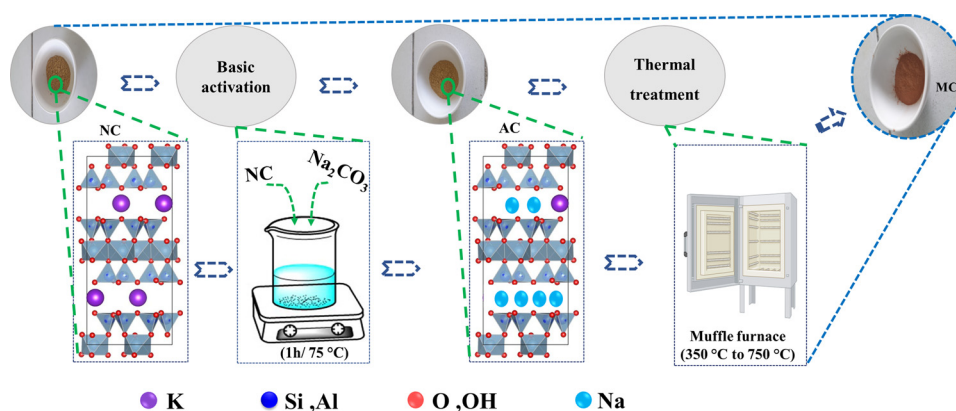 Basic
activation
Thermal
treatment
MC
NC
AC
NC
Na₂CO₃
(1h/ 75 °C)
Muffle furnace
(350 °C to 750 °C)
K
Si ,Al
O ,OH
Na